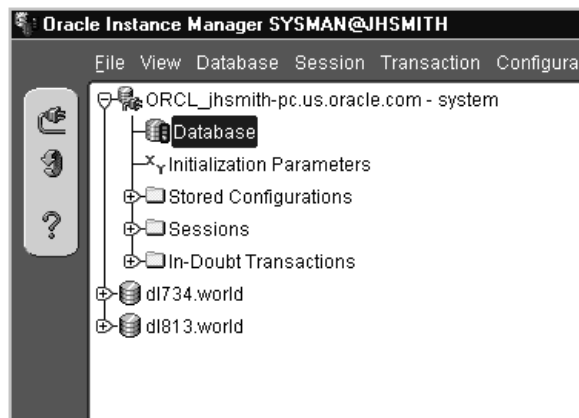 Oracle Instance Manager SYSMAN@JHSMITH
File View Database Session Transaction Configura
ORCL_jhsmith-pc.us.oracle.com - system
Database
Initialization Parameters
Stored Configurations
Sessions
In-Doubt Transactions
dl734.world
dl813.world